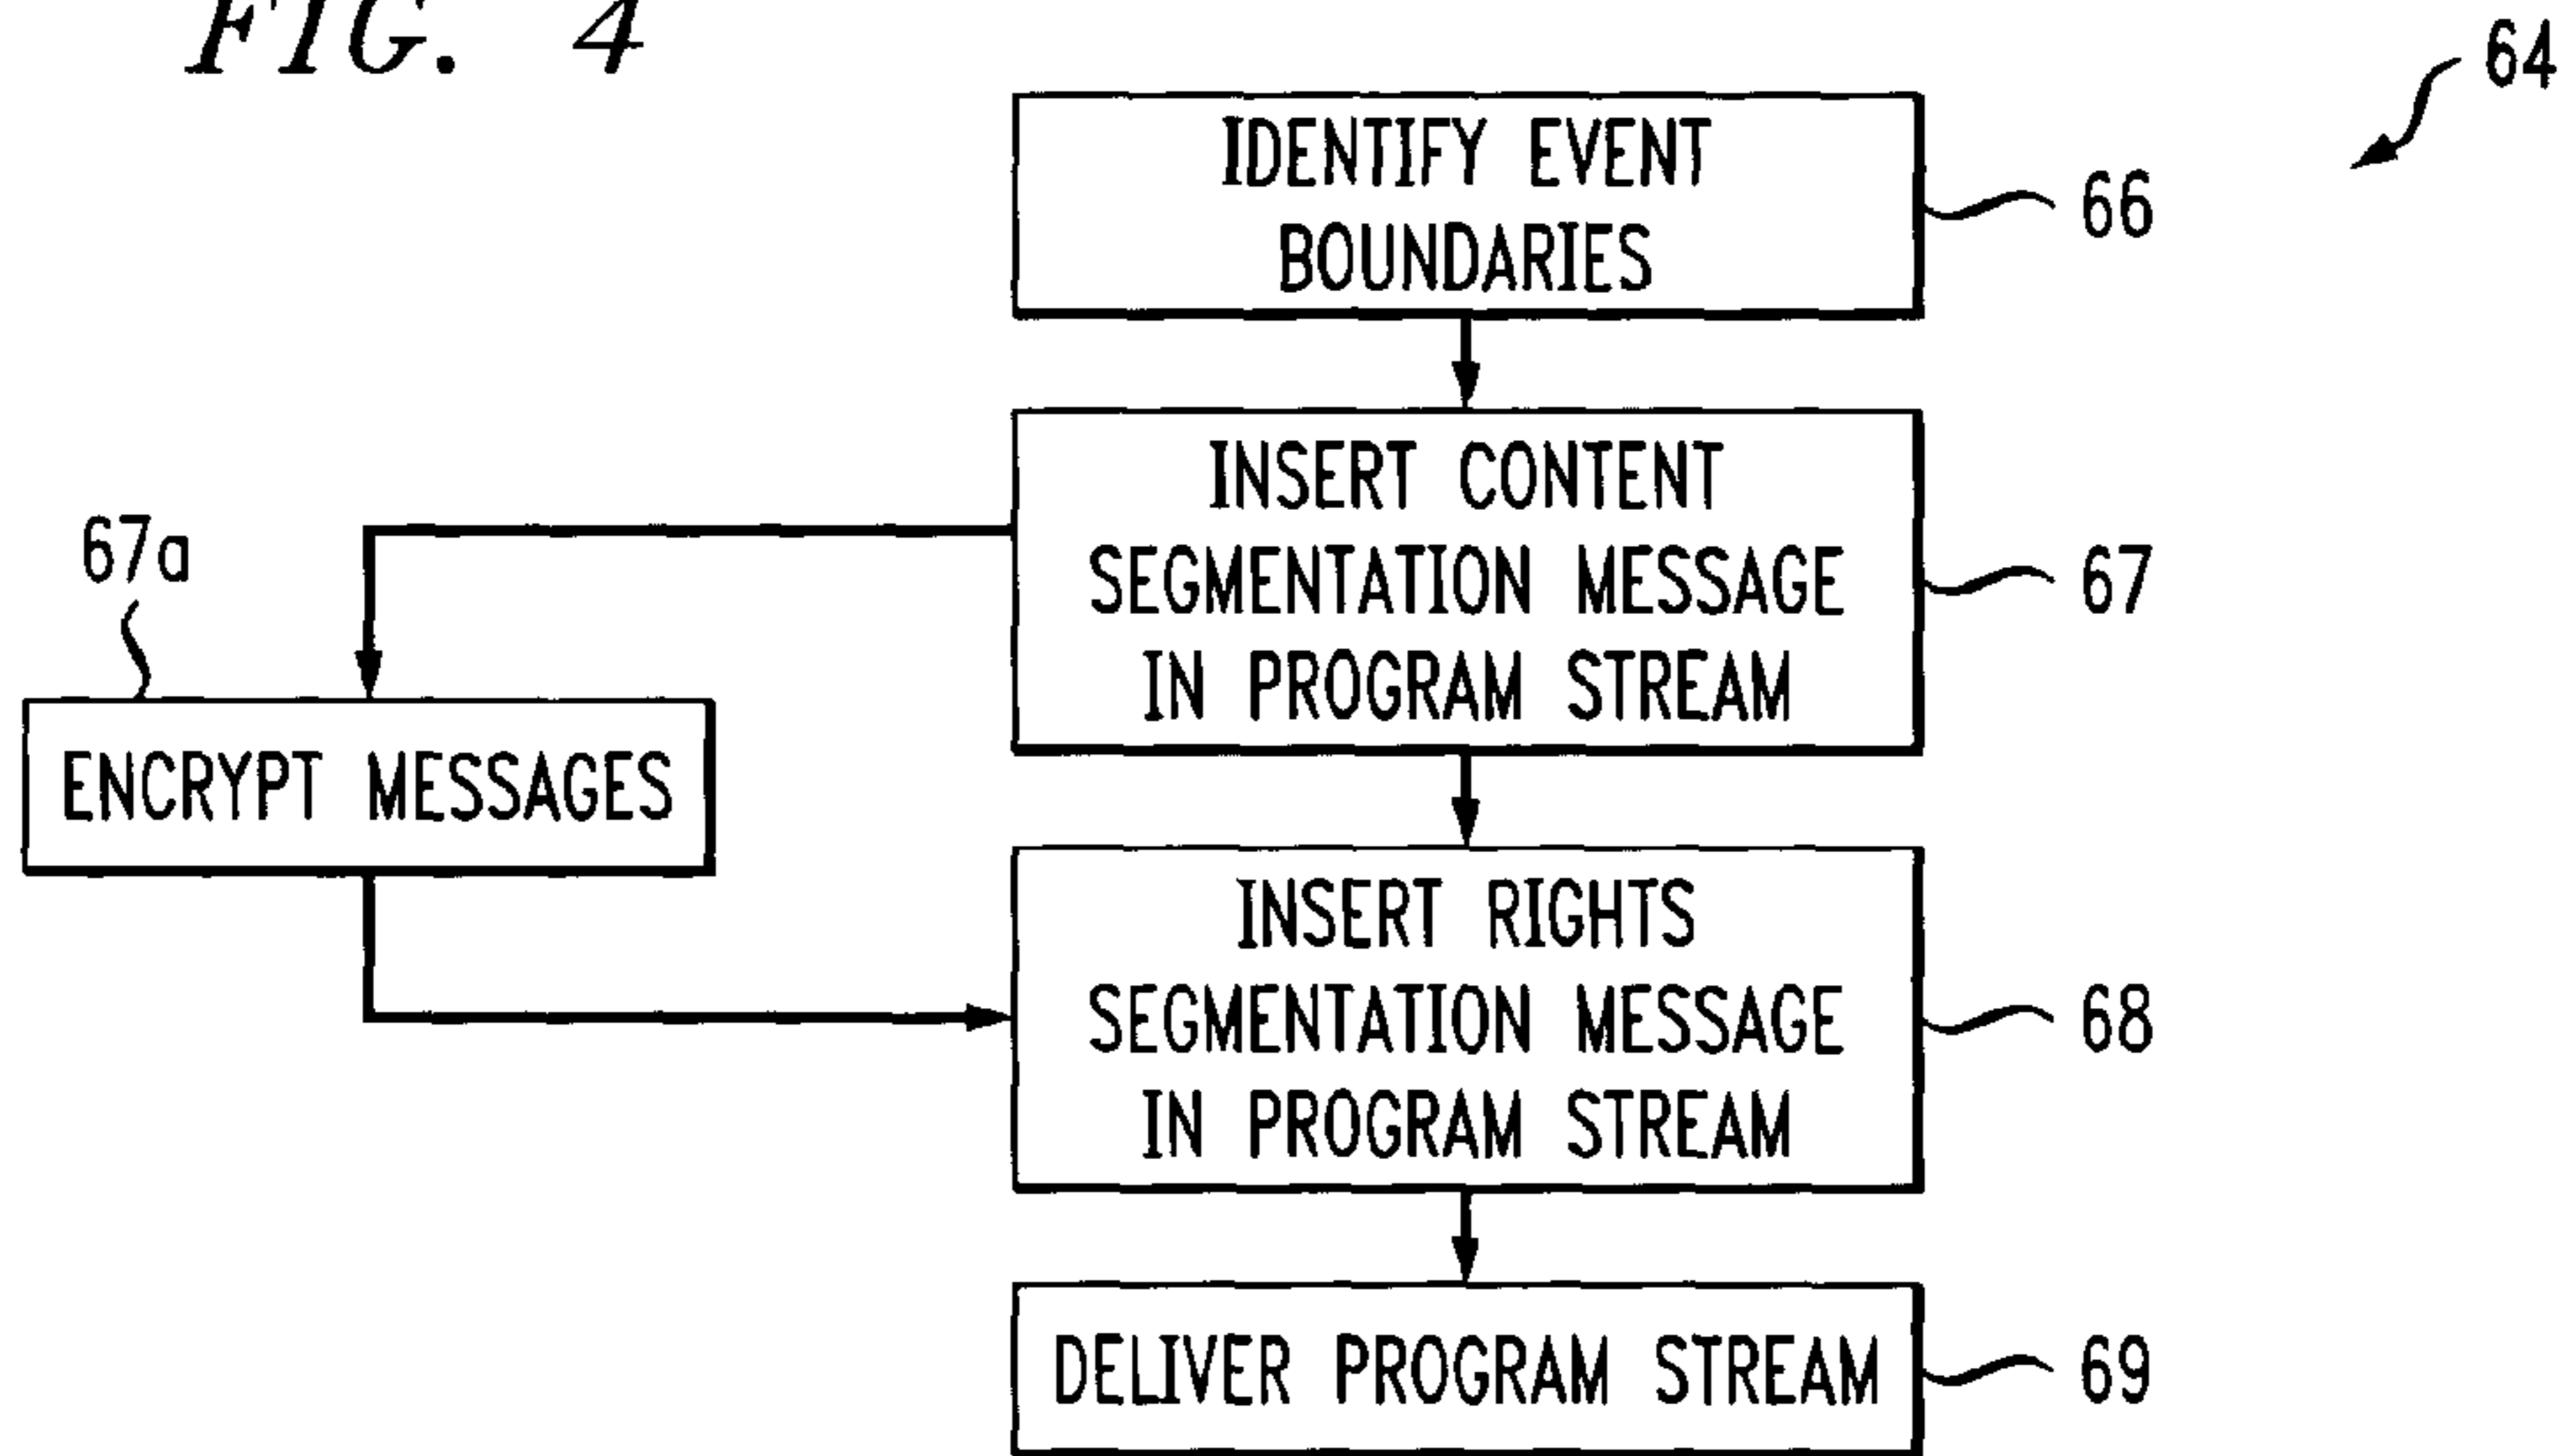 FIG. 4
64
IDENTIFY EVENT
BOUNDARIES
66
INSERT CONTENT
SEGMENTATION MESSAGE
IN PROGRAM STREAM
67
67a
ENCRYPT MESSAGES
INSERT RIGHTS
SEGMENTATION MESSAGE
IN PROGRAM STREAM
68
DELIVER PROGRAM STREAM
69